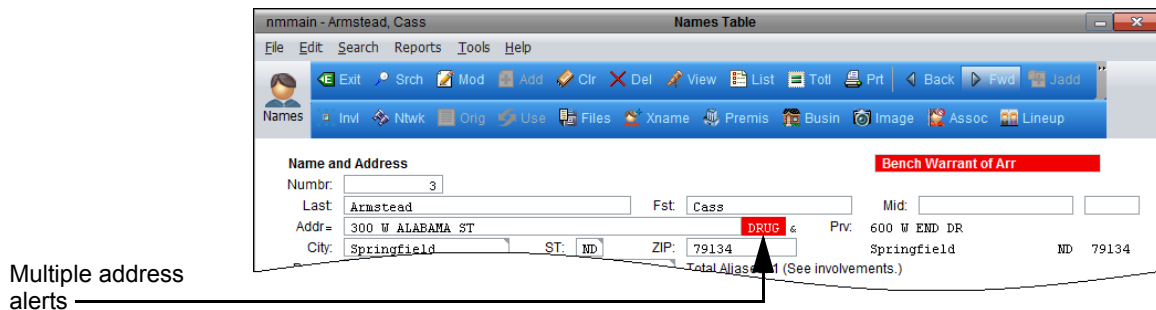 nmmain - Armstead, Cass Names Table
File Edit Search Reports Tools Help
Exit Srch Mod Add Clr Del View List Totl Prt Back Fwd Jadd
Names Invl Ntwk Orig Use Files Xname Premis Busin Image Assoc Lineup
Name and Address Bench Warrant of Arr
Numbr: 3
Last: Armstead Fst: Cass Mid:
Addr= 300 W ALABAMA ST DRUG & Prv: 600 W END DR
City: Springfield ST: ND ZIP: 79134 Springfield ND 79134
(See involvements.)
Multiple address
alerts